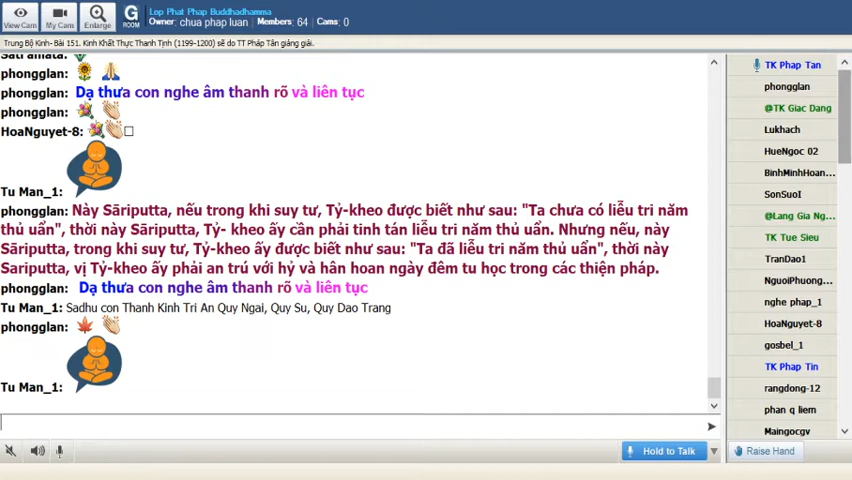 Lop Phat Phap Buddhadhamma
Owner: chua phap luan Members: 64 Cams: 0
View Cam
My Cam
Enlarge
G
ROOM
Trung Bộ Kinh- Bài 151. Kinh Khất Thực Thanh Tịnh (1199-1200) sẽ do TT Pháp Tân giảng giải.
phongglan:
phongglan: Dạ thưa con nghe âm thanh rõ và liên tục
phongglan:
HoaNguyet-8:
Tu Man_1:
phongglan: Này Sāriputta, nếu trong khi suy tư, Tỷ-kheo được biết như sau: "Ta chưa có liễu tri năm
thủ uẩn", thời này Sāriputta, Tỷ- kheo ấy cần phải tinh tấn liễu tri năm thủ uẩn. Nhưng nếu, này
Sāriputta, trong khi suy tư, Tỷ-kheo ấy được biết như sau: "Ta đã liễu tri năm thủ uẩn", thời này
Sariputta, vị Tỷ-kheo ấy phải an trú với hỷ và hân hoan ngày đêm tu học trong các thiện pháp.
phongglan: Dạ thưa con nghe âm thanh rõ và liên tục
Tu Man_1: Sadhu con Thanh Kinh Tri An Quy Ngai, Quy Su, Quy Dao Trang
phongglan:
Tu Man_1:
Hold to Talk
TK Phap Tan
phongglan
@TK Giac Dang
Lukhach
HueNgoc 02
BinhMinhHoan...
SonSuoI
@Lang Gia Ng...
TK Tue Sieu
TranDao1
NguoiPhuong...
nghe phap_1
HoaNguyet-8
gosbel_1
TK Phap Tin
rangdong-12
phan q liem
Maingocgv
Raise Hand